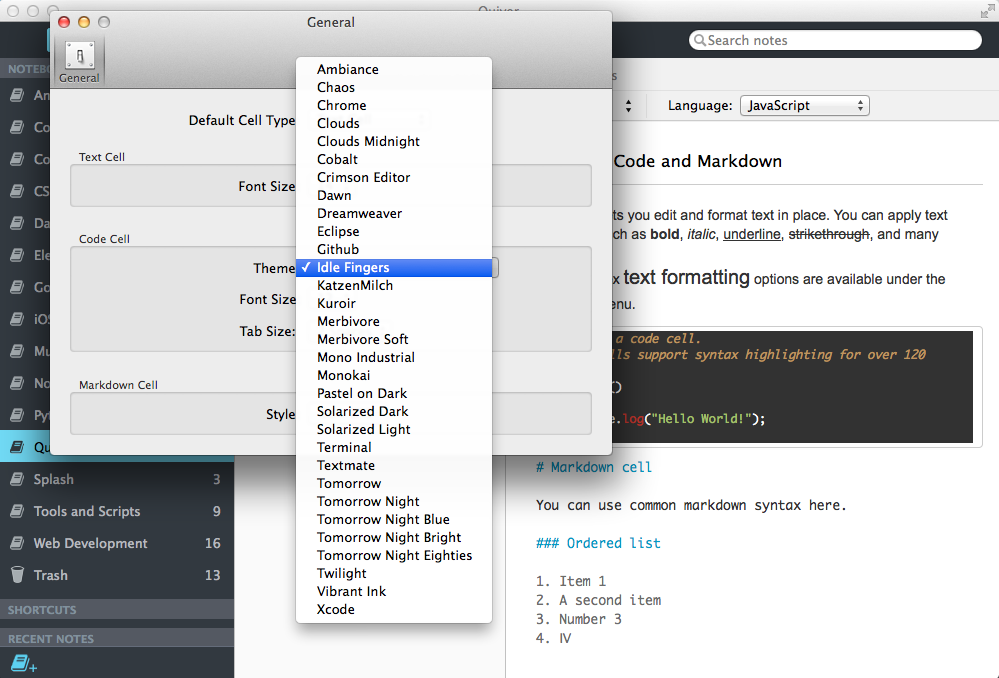 Quiver
General
General
Search notes
NOTEB
An
Co
Co
CS
Da
Ele
Go
iOS
Mu
No
Pyt
Qu
Splash 3
Tools and Scripts 9
Web Development 16
Trash 13
SHORTCUTS
RECENT NOTES
Default Cell Type
Text Cell
Font Size
Code Cell
Theme
Font Size
Tab Size:
Markdown Cell
Style
Ambiance
Chaos
Chrome
Clouds
Clouds Midnight
Cobalt
Crimson Editor
Dawn
Dreamweaver
Eclipse
Github
✓ Idle Fingers
KatzenMilch
Kuroir
Merbivore
Merbivore Soft
Mono Industrial
Monokai
Pastel on Dark
Solarized Dark
Solarized Light
Terminal
Textmate
Tomorrow
Tomorrow Night
Tomorrow Night Blue
Tomorrow Night Bright
Tomorrow Night Eighties
Twilight
Vibrant Ink
Xcode
s
Language: JavaScript
Code and Markdown
ts you edit and format text in place. You can apply text
ch as bold, italic, underline, strikethrough, and many
x text formatting options are available under the
enu.
a code cell.
lls support syntax highlighting for over 120
()
e.log("Hello World!");
# Markdown cell
You can use common markdown syntax here.
### Ordered list
1. Item 1
2. A second item
3. Number 3
4. IV